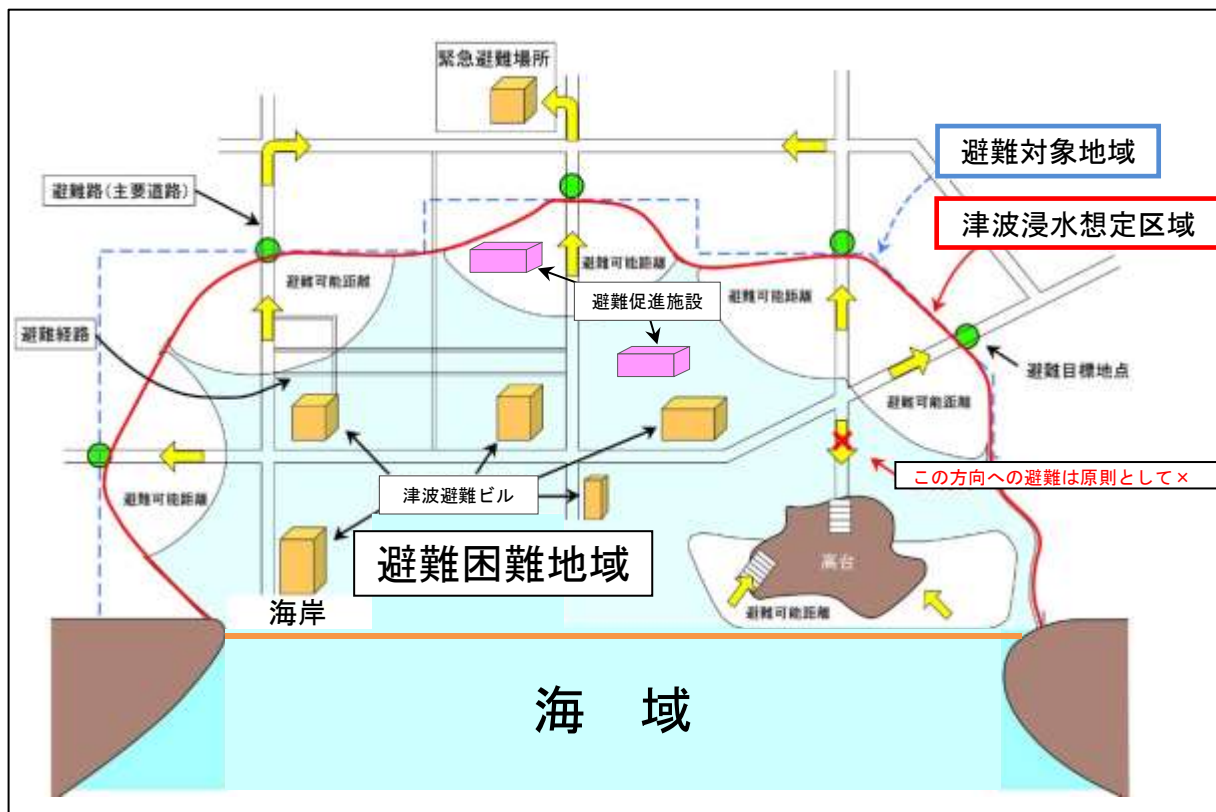 緊急避難場所
避難対象地域
避難路(主要道路)
津波浸水想定区域
避難可能距離
避難可能距離
避難可能距離
避難促進施設
避難経路
避難目標地点
避難可能距離
この方向への避難は原則として×
避難可能距離
津波避難ビル
避難困難地域
高台
避難可能距離
海岸
海 域